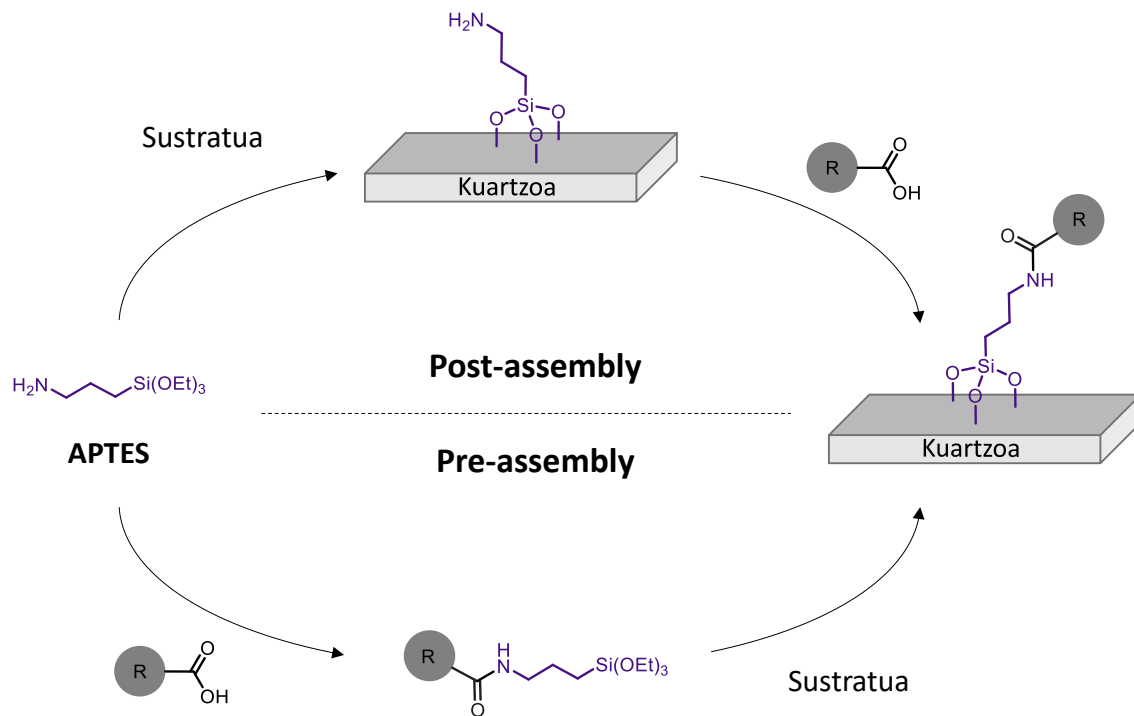 H₂N
Si
O
O
O
Sustratua
Kuartzoa
R
O
OH
R
O
NH
Post-assembly
H₂N
Si(OEt)₃
APTES
Si
O
O
O
Kuartzoa
Pre-assembly
R
O
OH
R
H
N
O
Si(OEt)₃
Sustratua